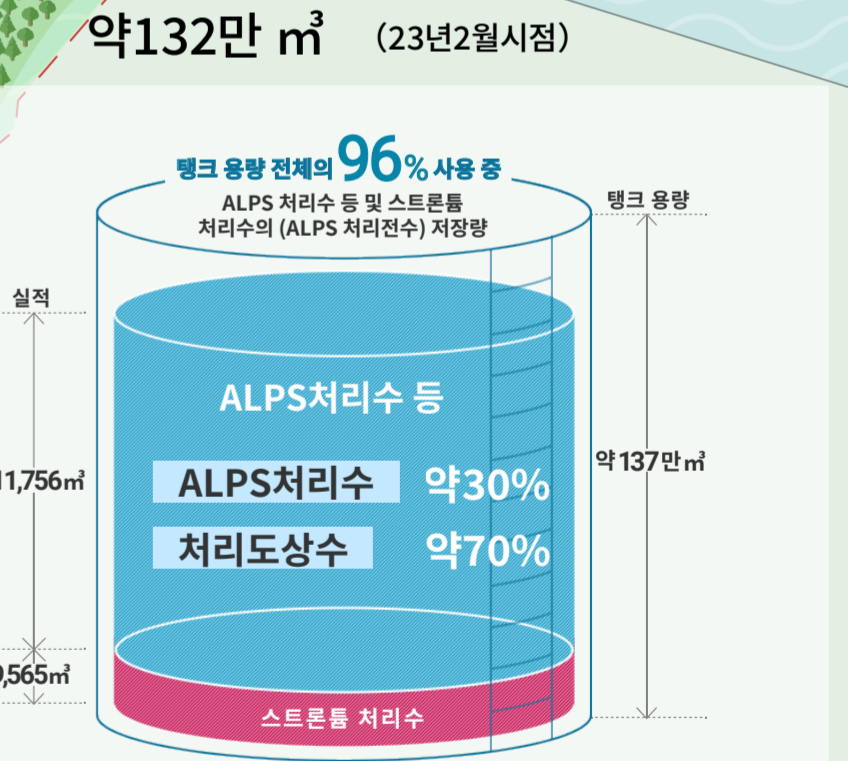 약132만 ㎥ (23년2월시점)
탱크 용량 전체의 96% 사용 중
ALPS 처리수 등 및 스트론튬
처리수의 (ALPS 처리전수) 저장량
탱크 용량
실적
ALPS처리수 등
약137만㎥
11,756㎥
ALPS처리수 약30%
처리도상수 약70%
9,565㎥
스트론튬 처리수